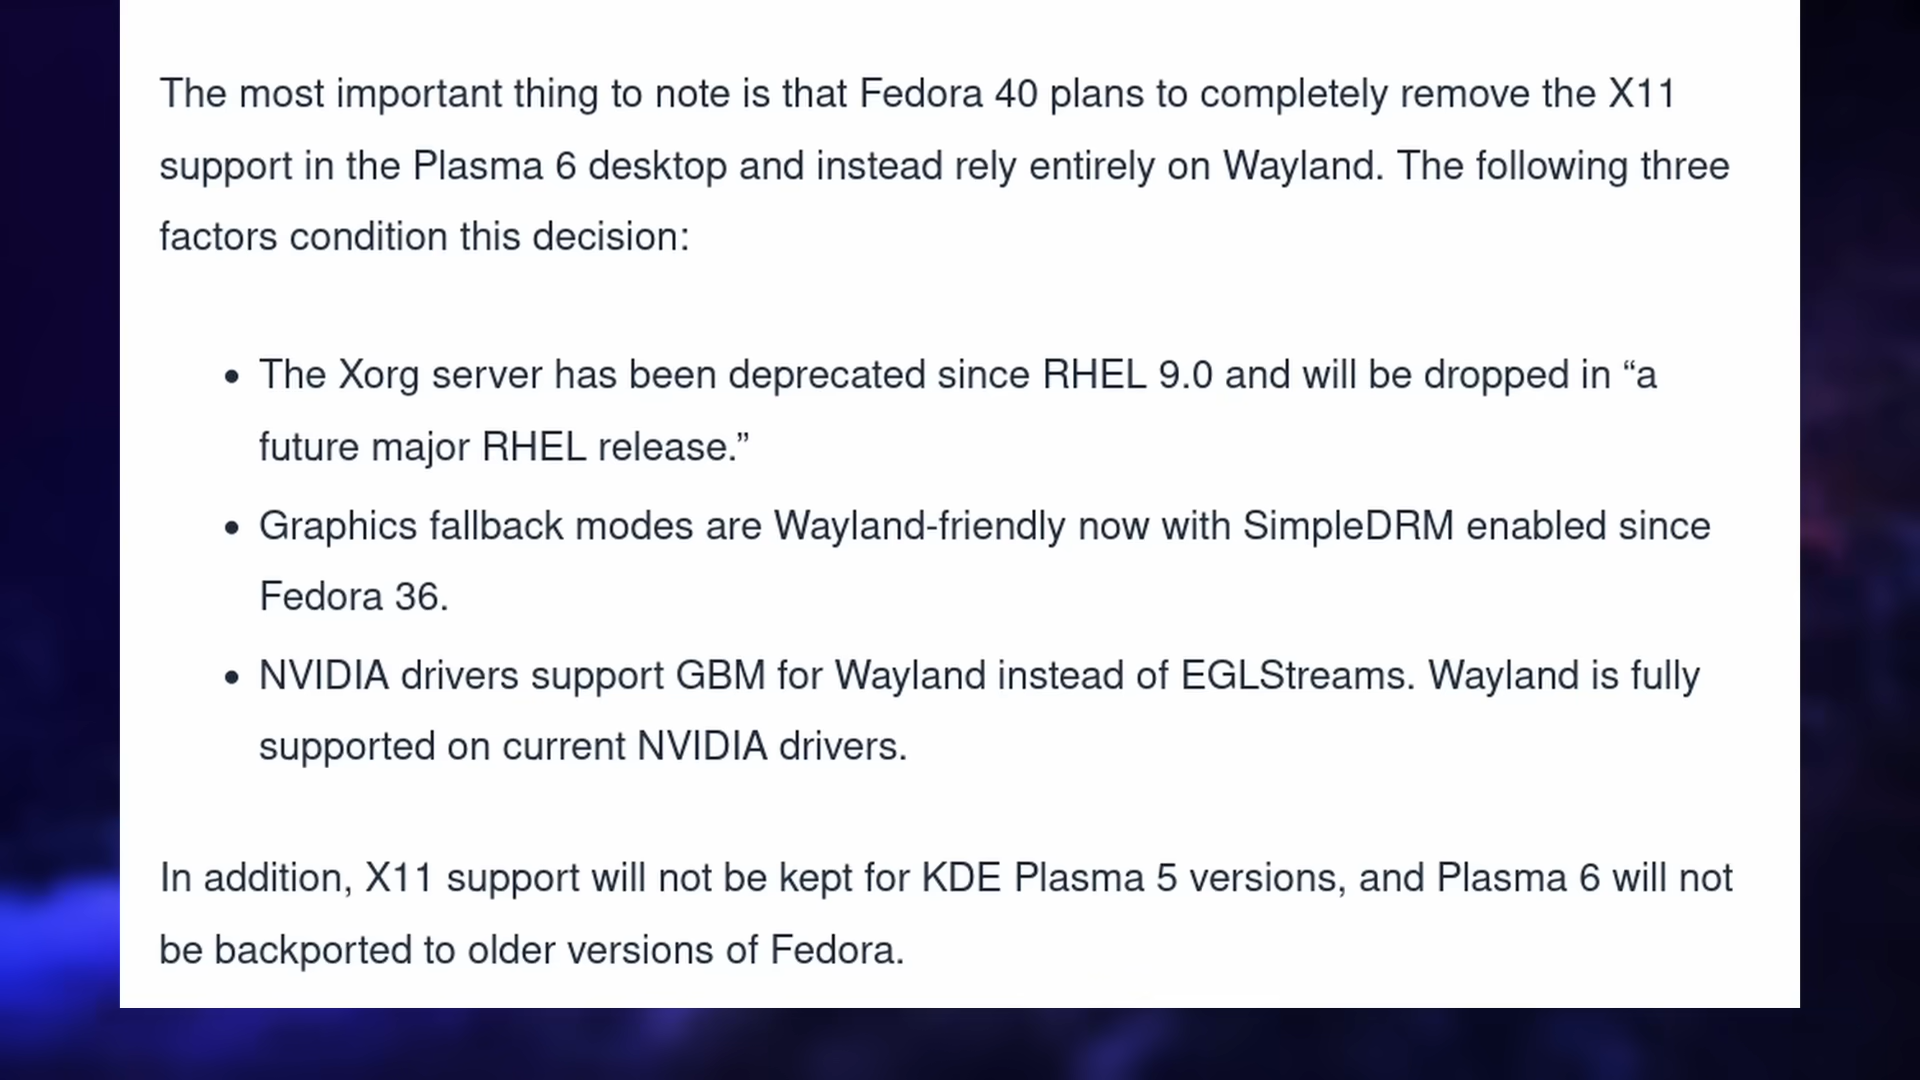 The most important thing to note is that Fedora 40 plans to completely remove the X11
support in the Plasma 6 desktop and instead rely entirely on Wayland. The following three
factors condition this decision:
• The Xorg server has been deprecated since RHEL 9.0 and will be dropped in “a
future major RHEL release.”
• Graphics fallback modes are Wayland-friendly now with SimpleDRM enabled since
Fedora 36.
• NVIDIA drivers support GBM for Wayland instead of EGLStreams. Wayland is fully
supported on current NVIDIA drivers.
In addition, X11 support will not be kept for KDE Plasma 5 versions, and Plasma 6 will not
be backported to older versions of Fedora.